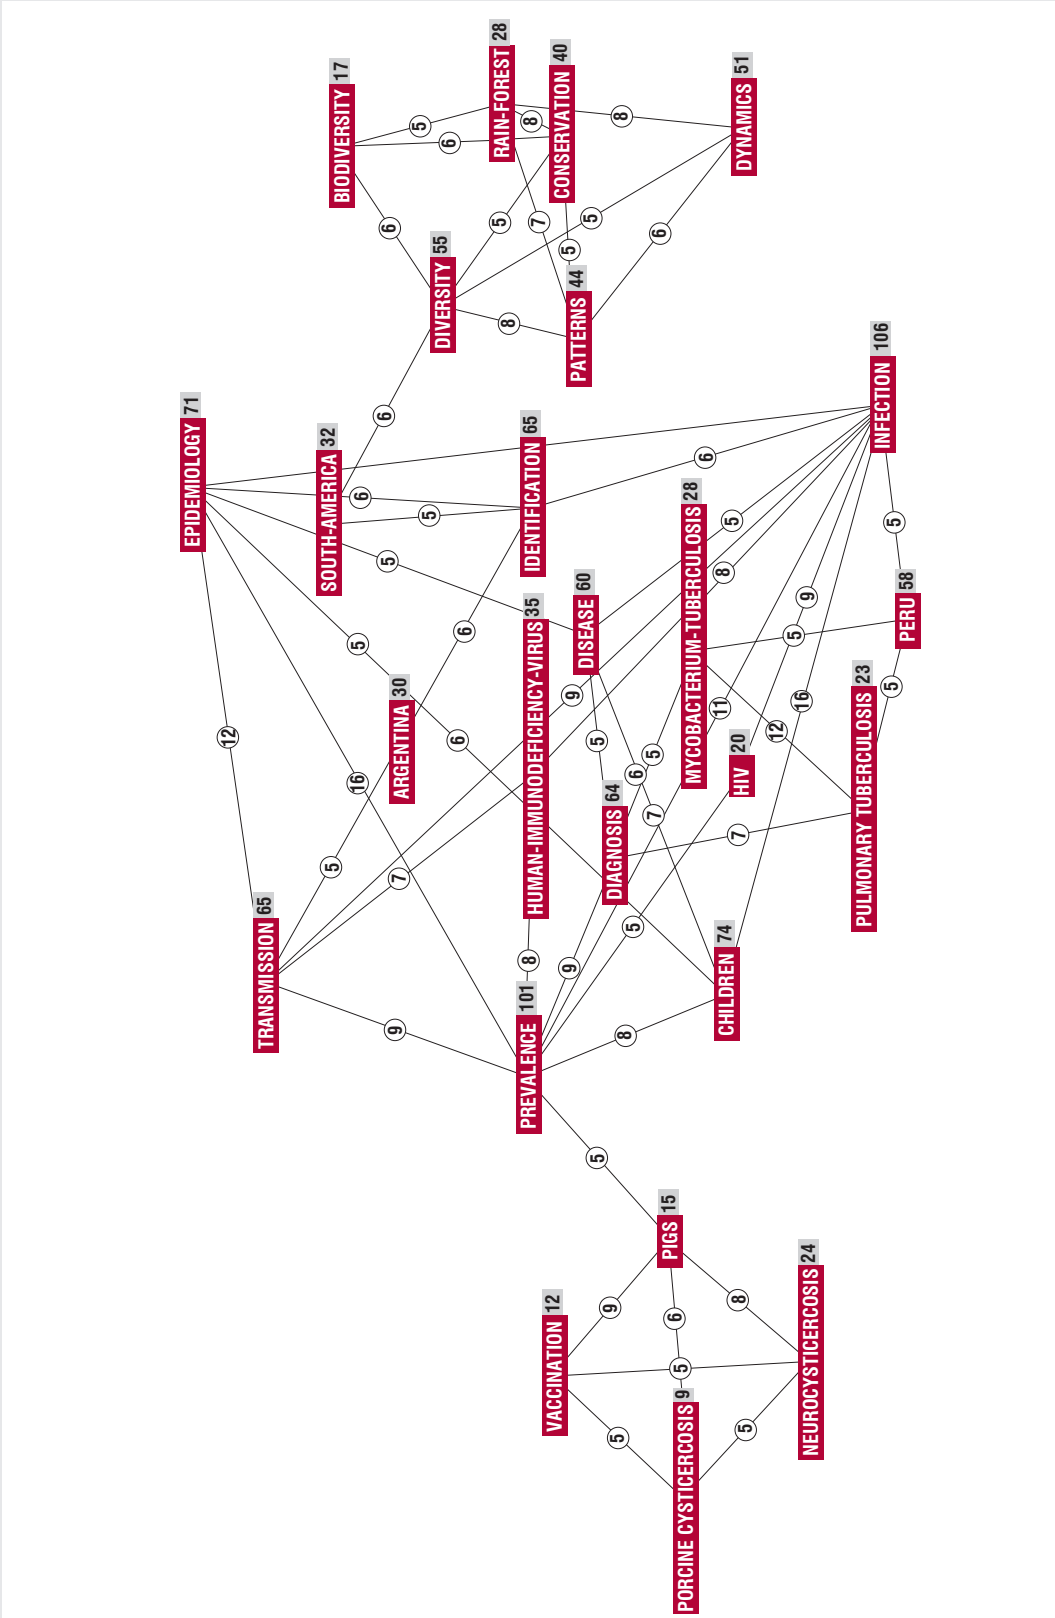 BIODIVERSITY 17
RAIN-FOREST 28
CONSERVATION 40
DYNAMICS 51
DIVERSITY 55
PATTERNS 44
EPIDEMIOLOGY 71
SOUTH-AMERICA 32
IDENTIFICATION 65
INFECTION 106
ARGENTINA 30
HUMAN-IMMUNODEFICIENCY-VIRUS 35
DISEASE 60
MYCOBACTERIUM-TUBERCULOSIS 28
PERU 58
HIV 20
PULMONARY TUBERCULOSIS 23
DIAGNOSIS 64
TRANSMISSION 65
PREVALENCE 101
CHILDREN 74
PIGS 15
VACCINATION 12
PORCINE CYSTICERCOSIS 9
NEUROCYSTICERCOSIS 24
5
6
8
8
6
5
7
5
5
6
8
6
6
5
6
5
6
5
5
8
5
9
5
5
6
9
12
16
5
7
6
5
11
16
12
5
6
7
7
5
8
9
9
8
5
9
6
8
5
5
5